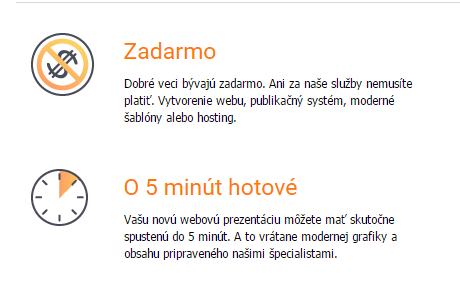 Zadarmo
Dobré veci bývajú zadarmo. Ani za naše služby nemusíte
platiť. Vytvorenie webu, publikačný systém, moderné
šablóny alebo hosting.
O 5 minút hotové
Vašu novú webovú prezentáciu môžete mať skutočne
spustenú do 5 minút. A to vrátane modernej grafiky a
obsahu pripraveného našimi špecialistami.